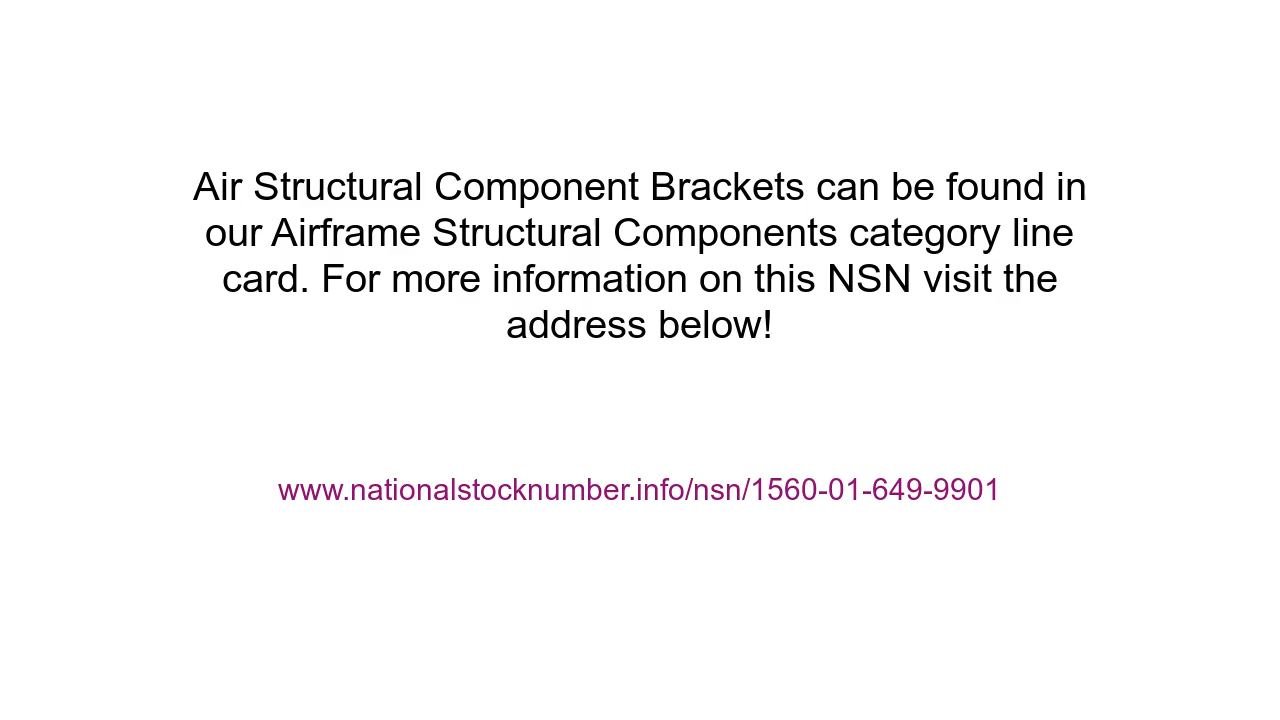 Air Structural Component Brackets can be found in
our Airframe Structural Components category line
card. For more information on this NSN visit the
address below!
www.nationalstocknumber.info/nsn/1560-01-649-9901